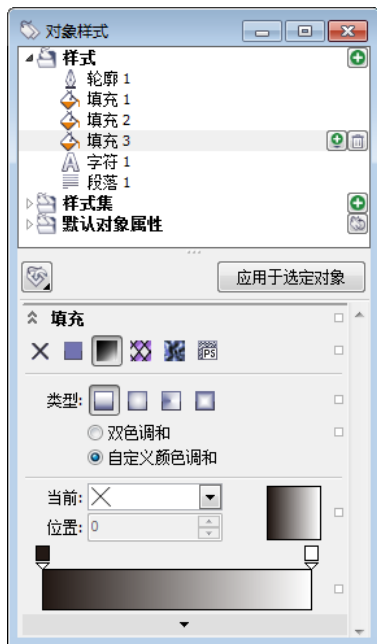 对象样式
样式
轮廓 1
填充 1
填充 2
填充 3
字符 1
段落 1
样式集
默认对象属性
应用于选定对象
填充
PS
类型:
双色调和
自定义颜色调和
当前:
位置: 0